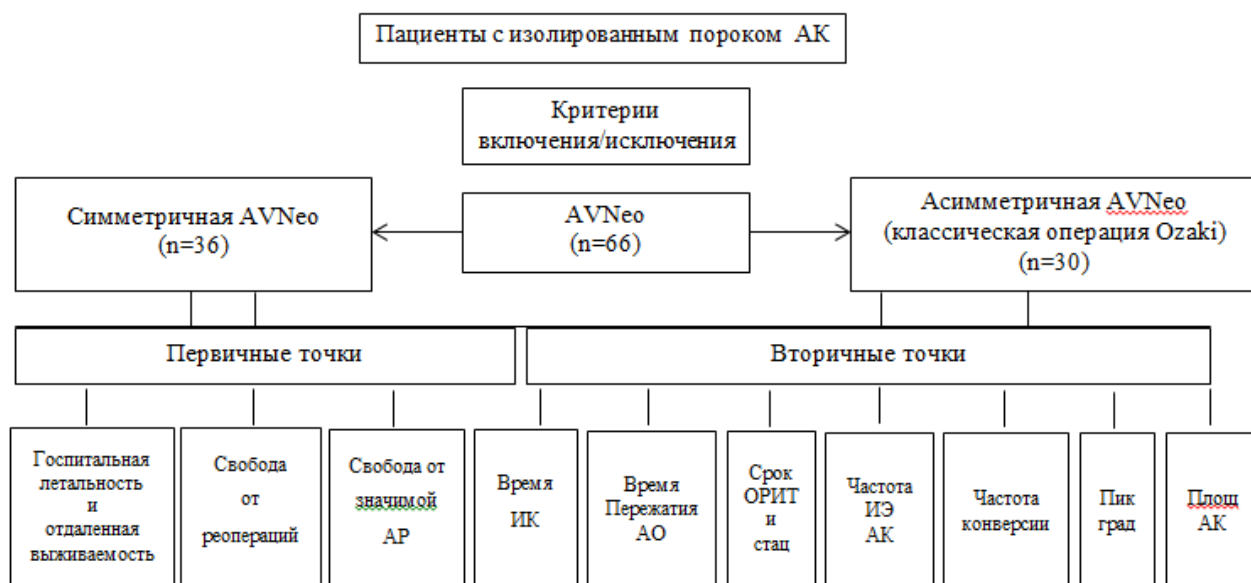 Пациенты с изолированным пороком АК
Критерии
включения/исключения
Симметричная AVNeo
(n=36)
AVNeo
(n=66)
Асимметричная AVNeo
(классическая операция Ozaki)
(n=30)
Первичные точки
Вторичные точки
Госпитальная
летальность
и
отдаленная
выживаемость
Свобода
от
реопераций
Свобода от
значимой
АР
Время
ИК
Время
Пережатия
АО
Срок
ОРИТ
и
стац
Частота
ИЭ
АК
Частота
конверсии
Пик
град
Площ
АК